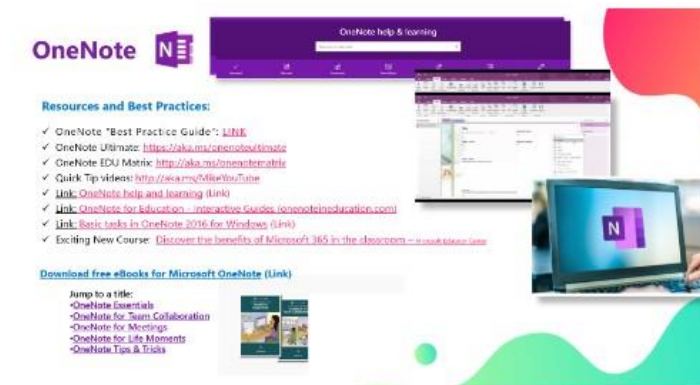 OneNote
N
OneNote help & learning
Resources and Best Practices:
✓ OneNote "Best Practice Guide": LINK
✓ OneNote Ultimate: https://aka.ms/onenoteultimate
✓ OneNote EDU Matrix: http://aka.ms/onenotematrix
✓ Quick Tip videos: http://aka.ms/MikeYouTube
✓ Link: OneNote help and learning (Link)
✓ Link: OneNote for Education – Interactive Guides (onenoteineducation.com)
✓ Link: Basic tasks in OneNote 2016 for Windows (Link)
✓ Exciting New Course: Discover the benefits of Microsoft 365 in the classroom –
N
Download free eBooks for Microsoft OneNote (Link)
Jump to a title:
•OneNote Essentials
•OneNote for Team Collaboration
•OneNote for Meetings
•OneNote for Life Moments
•OneNote Tips & Tricks